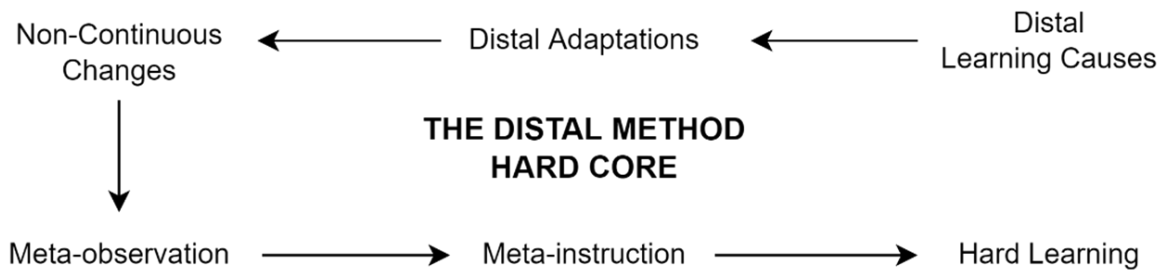 Non-Continuous
Changes
Distal Adaptations
Distal
Learning Causes
THE DISTAL METHOD
HARD CORE
Meta-observation
Meta-instruction
Hard Learning